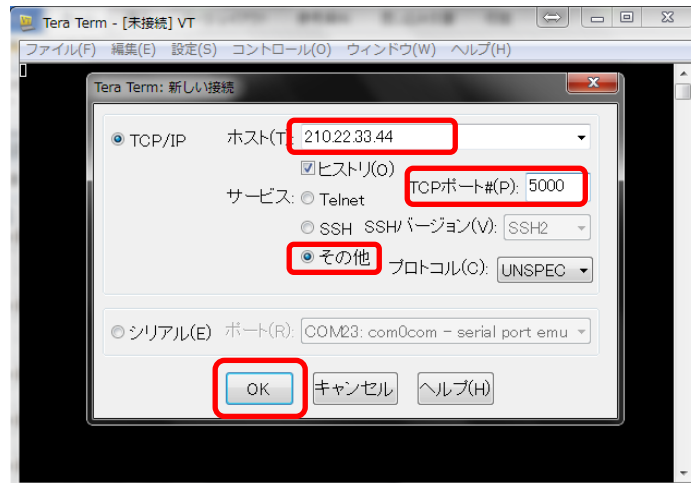 Tera Term - [未接続] VT
ファイル(F) 編集(E) 設定(S) コントロール(O) ウィンドウ(W) ヘルプ(H)
Tera Term: 新しい接続
TCP/IP ホスト(T): 210.22.33.44
ヒストリ(O)
サービス: Telnet TCPポート#(P): 5000
SSH SSHバージョン(V): SSH2
その他 プロトコル(C): UNSPEC
シリアル(E) ポート(R): COM23: com0com - serial port emu
OK キャンセル ヘルプ(H)